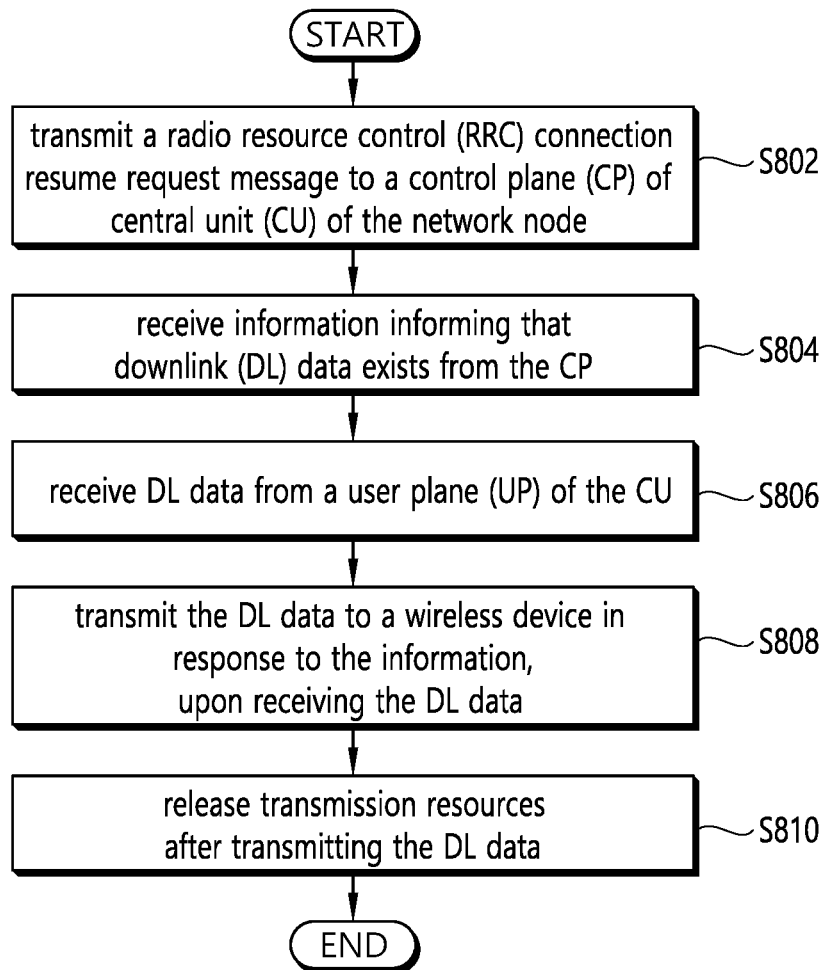 START
transmit a radio resource control (RRC) connection
resume request message to a control plane (CP) of
central unit (CU) of the network node
S802
receive information informing that
downlink (DL) data exists from the CP
S804
receive DL data from a user plane (UP) of the CU
S806
transmit the DL data to a wireless device in
response to the information,
upon receiving the DL data
S808
release transmission resources
after transmitting the DL data
S810
END